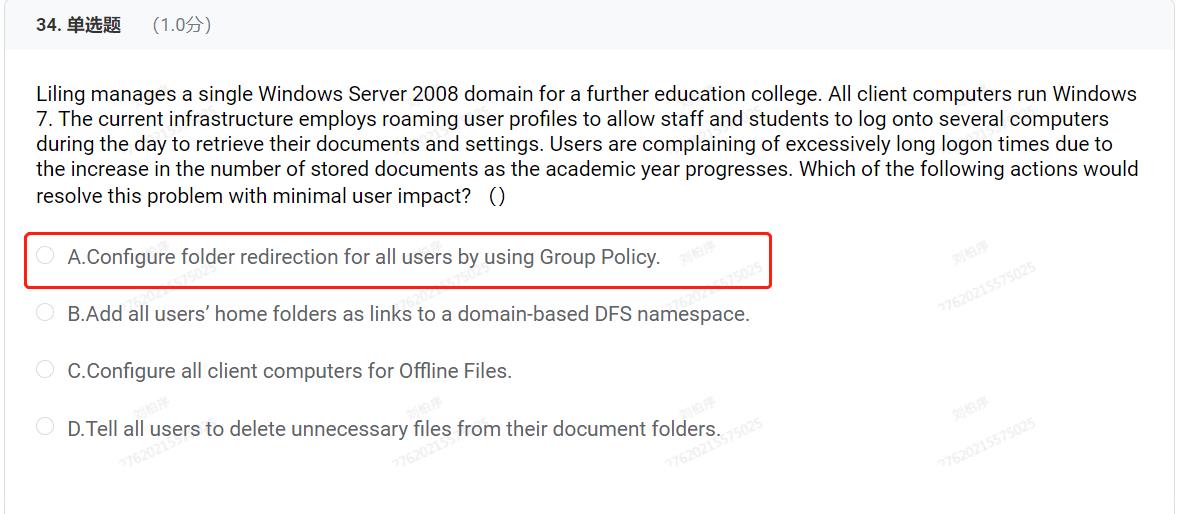 34. 单选题 (1.0分)
Liling manages a single Windows Server 2008 domain for a further education college. All client computers run Windows
7. The current infrastructure employs roaming user profiles to allow staff and students to log onto several computers
during the day to retrieve their documents and settings. Users are complaining of excessively long logon times due to
the increase in the number of stored documents as the academic year progresses. Which of the following actions would
resolve this problem with minimal user impact? ()
A.Configure folder redirection for all users by using Group Policy.
B.Add all users’ home folders as links to a domain-based DFS namespace.
C.Configure all client computers for Offline Files.
D.Tell all users to delete unnecessary files from their document folders.